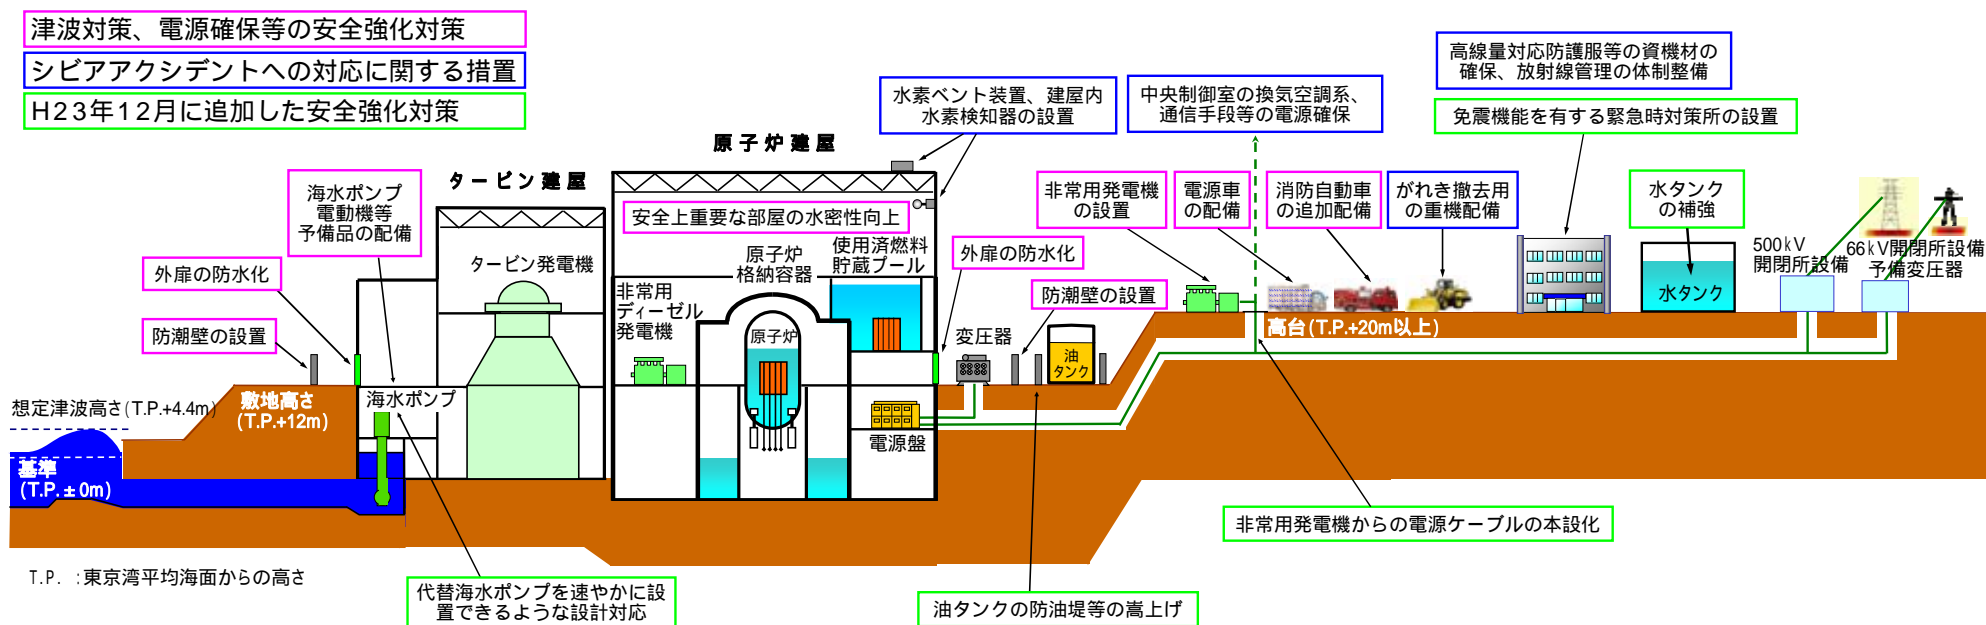 津波対策、電源確保等の安全強化対策
シビアアクシデントへの対応に関する措置
H23年12月に追加した安全強化対策
高線量対応防護服等の資機材の
確保、放射線管理の体制整備
水素ベント装置、建屋内
水素検知器の設置
中央制御室の換気空調系、
通信手段等の電源確保
免震機能を有する緊急時対策所の設置
原子炉建屋
タービン建屋
海水ポンプ
電動機等
予備品の配備
安全上重要な部屋の水密性向上
非常用発電機
の設置
電源車
の配備
消防自動車
の追加配備
がれき撤去用
の重機配備
水タンク
の補強
外扉の防水化
タービン発電機
原子炉
格納容器
使用済燃料
貯蔵プール
外扉の防水化
500kV
開閉所設備
66kV開閉所設備
予備変圧器
非常用
ディーゼル
発電機
防潮壁の設置
水タンク
防潮壁の設置
原子炉
変圧器
油
タンク
高台(T.P.+20m以上)
想定津波高さ(T.P.+4.4m)
敷地高さ
(T.P.+12m)
海水ポンプ
電源盤
基準
(T.P.±0m)
非常用発電機からの電源ケーブルの本設化
T.P. :東京湾平均海面からの高さ
代替海水ポンプを速やかに設
置できるような設計対応
油タンクの防油堤等の嵩上げ